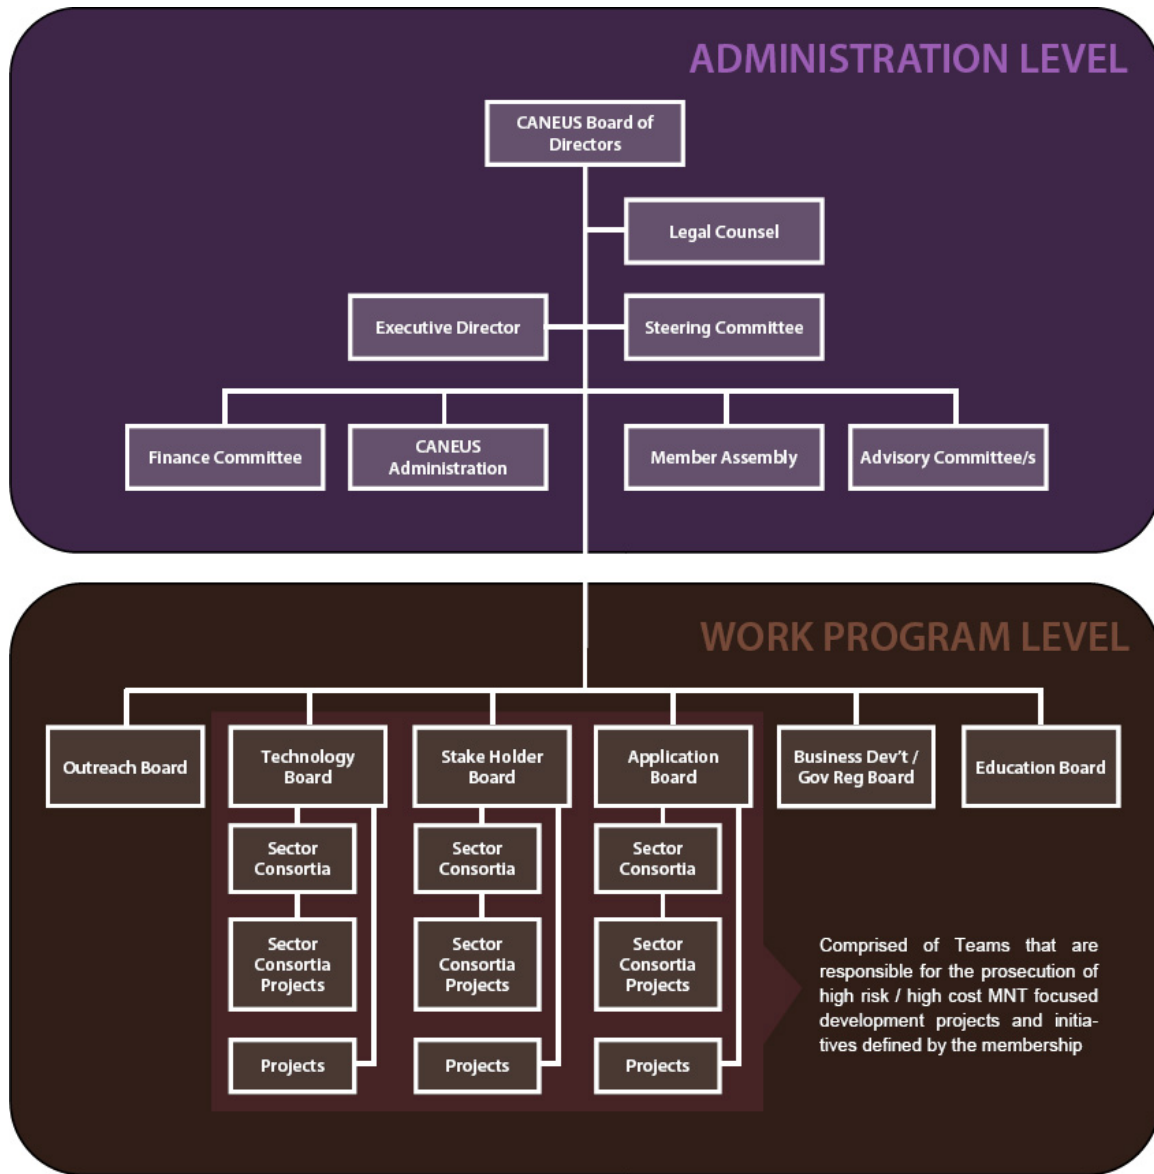 ADMINISTRATION LEVEL
CANEUS Board of
Directors
Legal Counsel
Executive Director
Steering Committee
Finance Committee
CANEUS
Administration
Member Assembly
Advisory Committee/s
WORK PROGRAM LEVEL
Outreach Board
Technology
Board
Stake Holder
Board
Application
Board
Business Dev't /
Gov Reg Board
Education Board
Sector
Consortia
Sector
Consortia
Sector
Consortia
Sector
Consortia
Projects
Sector
Consortia
Projects
Sector
Consortia
Projects
Projects
Projects
Projects
Comprised of Teams that are
responsible for the prosecution of
high risk / high cost MNT focused
development projects and initia-
tives defined by the membership